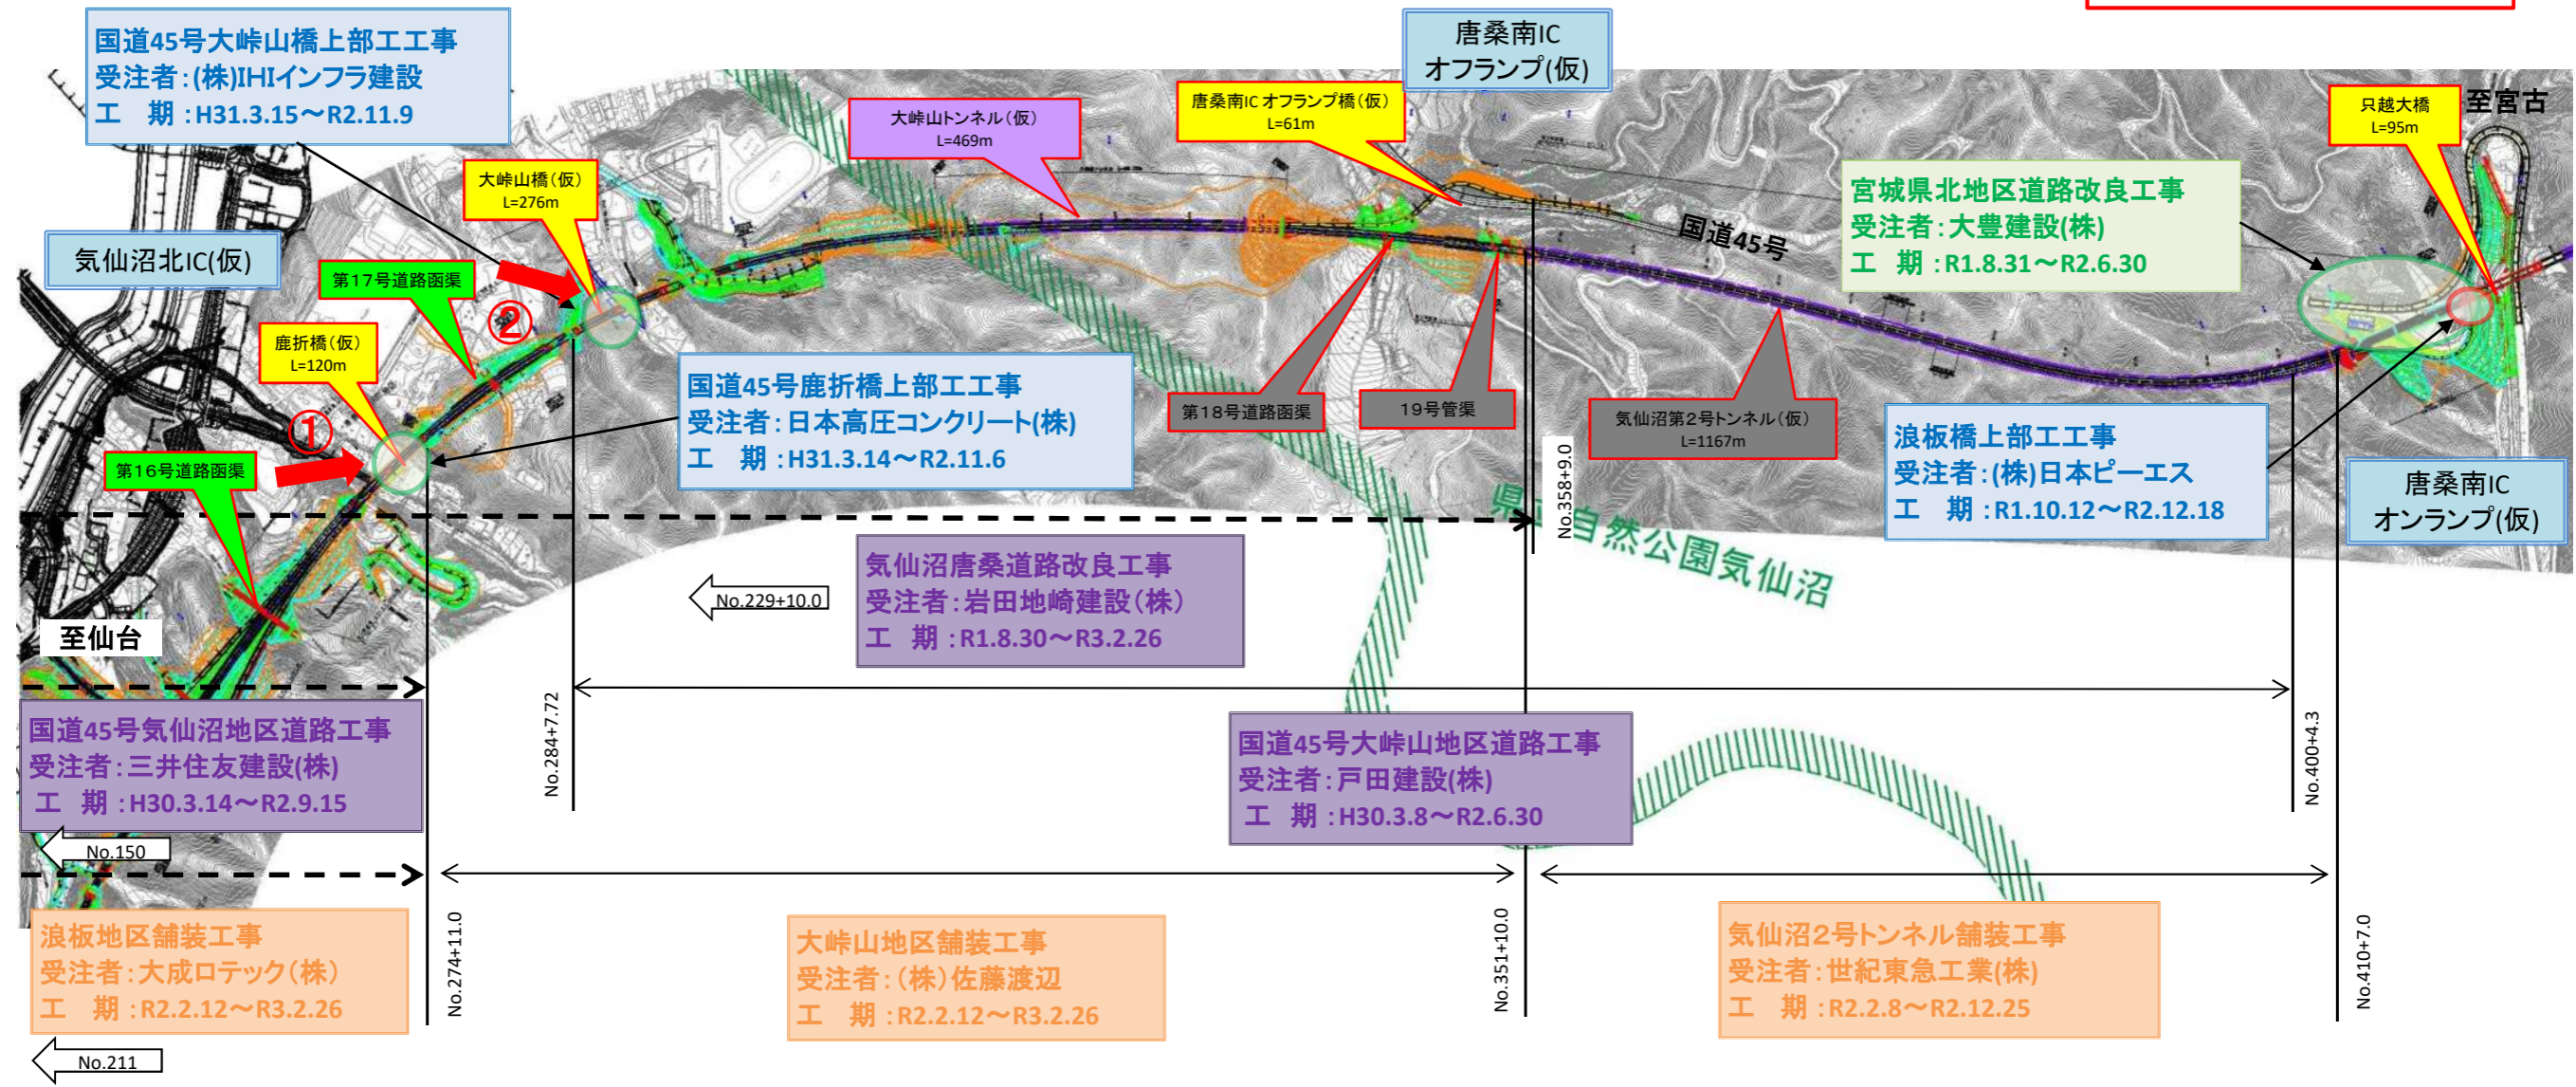 国道45号大峠山橋上部工工事
受注者：(株)IHIインフラ建設
工　期：H31.3.15～R2.11.9
唐桑南IC
オフランプ(仮)
大峠山トンネル(仮)
L=469m
唐桑南ICオフランプ橋(仮)
L=61m
只越大橋
L=95m
至宮古
大峠山橋(仮)
L=276m
宮城県北地区道路改良工事
受注者：大豊建設(株)
工　期：R1.8.31～R2.6.30
国道45号
気仙沼北IC(仮)
第17号道路函渠
②
鹿折橋(仮)
L=120m
国道45号鹿折橋上部工工事
受注者：日本高圧コンクリート(株)
工　期：H31.3.14～R2.11.6
第18号道路函渠
19号管渠
気仙沼第2号トンネル(仮)
L=1167m
浪板橋上部工工事
受注者：(株)日本ピーエス
工　期：R1.10.12～R2.12.18
唐桑南IC
オンランプ(仮)
①
第16号道路函渠
No.358+9.0
県
自然公園気仙沼
気仙沼唐桑道路改良工事
受注者：岩田地崎建設(株)
工　期：R1.8.30～R3.2.26
No.229+10.0
至仙台
国道45号気仙沼地区道路工事
受注者：三井住友建設(株)
工　期：H30.3.14～R2.9.15
No.284+7.72
国道45号大峠山地区道路工事
受注者：戸田建設(株)
工　期：H30.3.8～R2.6.30
No.400+4.3
No.150
浪板地区舗装工事
受注者：大成ロテック(株)
工　期：R2.2.12～R3.2.26
No.274+11.0
大峠山地区舗装工事
受注者：(株)佐藤渡辺
工　期：R2.2.12～R3.2.26
No.351+10.0
気仙沼2号トンネル舗装工事
受注者：世紀東急工業(株)
工　期：R2.2.8～R2.12.25
No.410+7.0
No.211